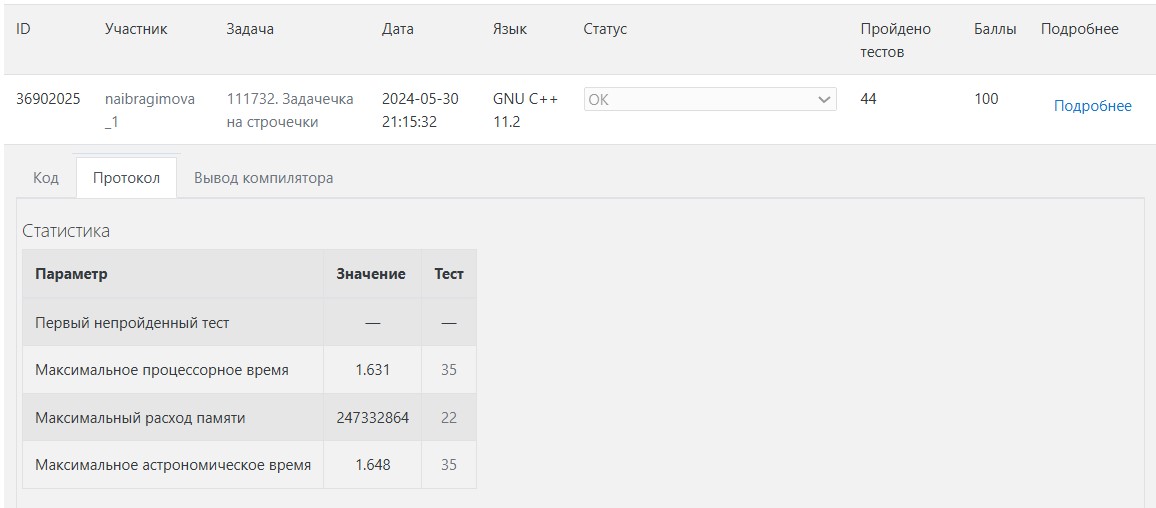 ID Участник Задача Дата Язык Статус Пройдено тестов Баллы Подробнее
36902025 naibragimova_1 111732. Задачечка на строчечки 2024-05-30 21:15:32 GNU C++ 11.2 OK 44 100 Подробнее
Код Протокол Вывод компилятора
Статистика
Параметр Значение Тест
Первый непройденный тест — —
Максимальное процессорное время 1.631 35
Максимальный расход памяти 247332864 22
Максимальное астрономическое время 1.648 35